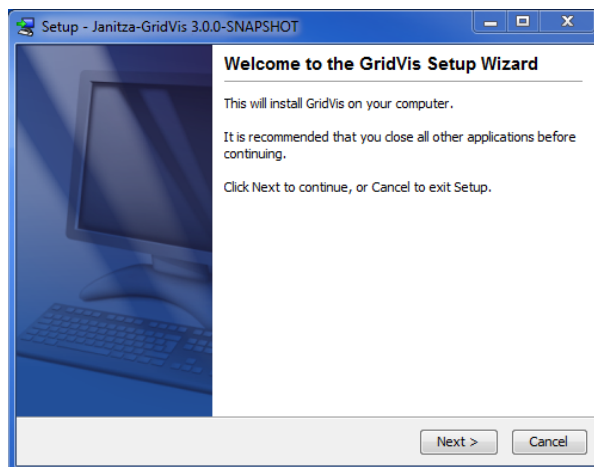 Setup - Janitza-GridVis 3.0.0-SNAPSHOT
Welcome to the GridVis Setup Wizard
This will install GridVis on your computer.
It is recommended that you close all other applications before
continuing.
Click Next to continue, or Cancel to exit Setup.
Next >
Cancel